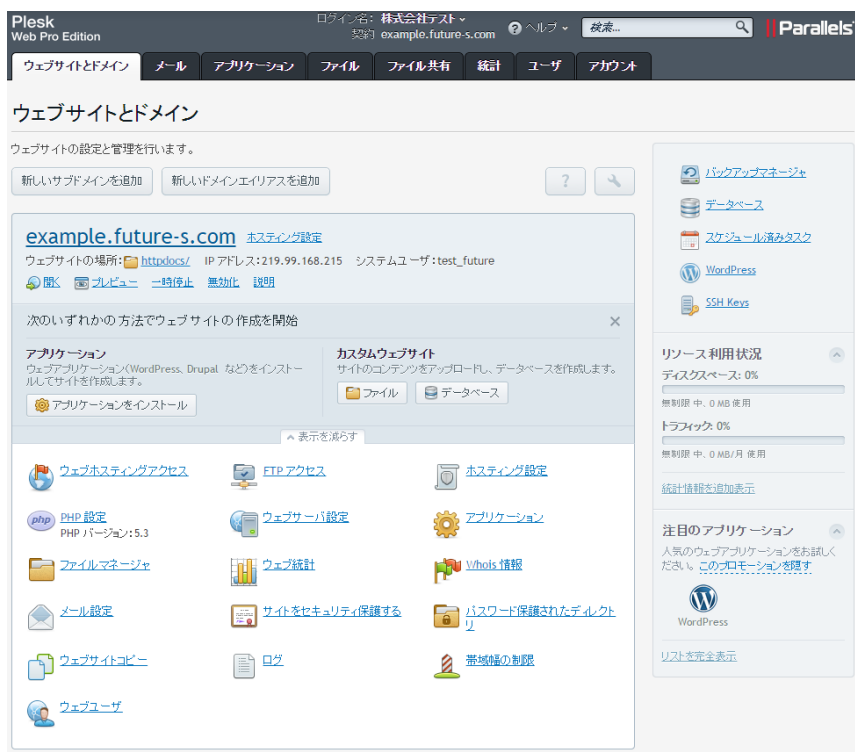 Plesk
Web Pro Edition
ログイン名: 株式会社テスト
契約 example.future-s.com
ヘルプ
検索...
Parallels
ウェブサイトとドメイン メール アプリケーション ファイル ファイル共有 統計 ユーザ アカウント
ウェブサイトとドメイン
ウェブサイトの設定と管理を行います。
新しいサブドメインを追加 新しいドメインエイリアスを追加 ?
example.future-s.com ホスティング設定
ウェブサイトの場所: httpdocs/ IP アドレス:219.99.168.215 システムユーザ:test_future
開く プレビュー 一時停止 無効化 説明
次のいずれかの方法でウェブサイトの作成を開始
アプリケーション
ウェブアプリケーション(WordPress、Drupal など)をインストー
ルしてサイトを作成します。
アプリケーションをインストール
カスタムウェブサイト
サイトのコンテンツをアップロードし、データベースを作成します。
ファイル データベース
表示を減らす
ウェブホスティングアクセス FTP アクセス ホスティング設定
php PHP 設定 ウェブサーバ設定 アプリケーション
PHP バージョン:5.3
ファイルマネージャ ウェブ統計 Whois 情報
メール設定 サイトをセキュリティ保護する パスワード保護されたディレクト
リ
ウェブサイトコピー ログ 帯域幅の制限
ウェブユーザ
バックアップマネージャ
データベース
スケジュール済みタスク
WordPress
SSH Keys
リソース利用状況
ディスクスペース: 0%
無制限 中、0 MB 使用
トラフィック: 0%
無制限 中、0 MB/月 使用
統計情報を追加表示
注目のアプリケーション
人気のウェブアプリケーションをお試しく
ださい。このプロモーションを隠す
WordPress
リストを完全表示